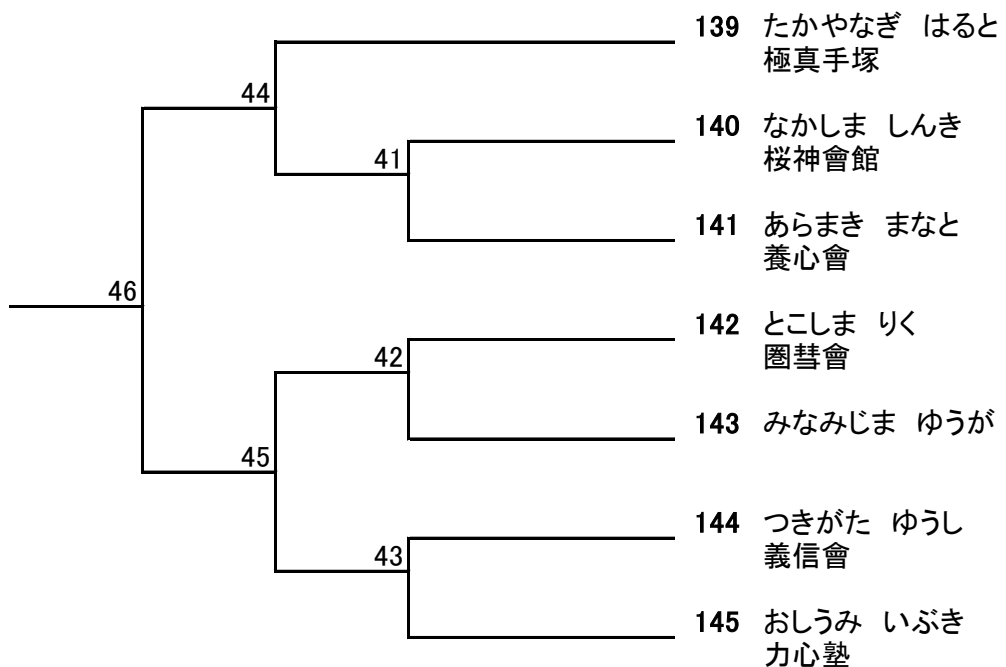 139 たかやなぎ はると
極真手塚
44
140 なかしま しんき
桜神會館
41
141 あらまき まなと
養心會
46
142 とこしま りく
圏彗會
42
143 みなみじま ゆうが
45
144 つきがた ゆうし
義信會
43
145 おしうみ いぶき
力心塾